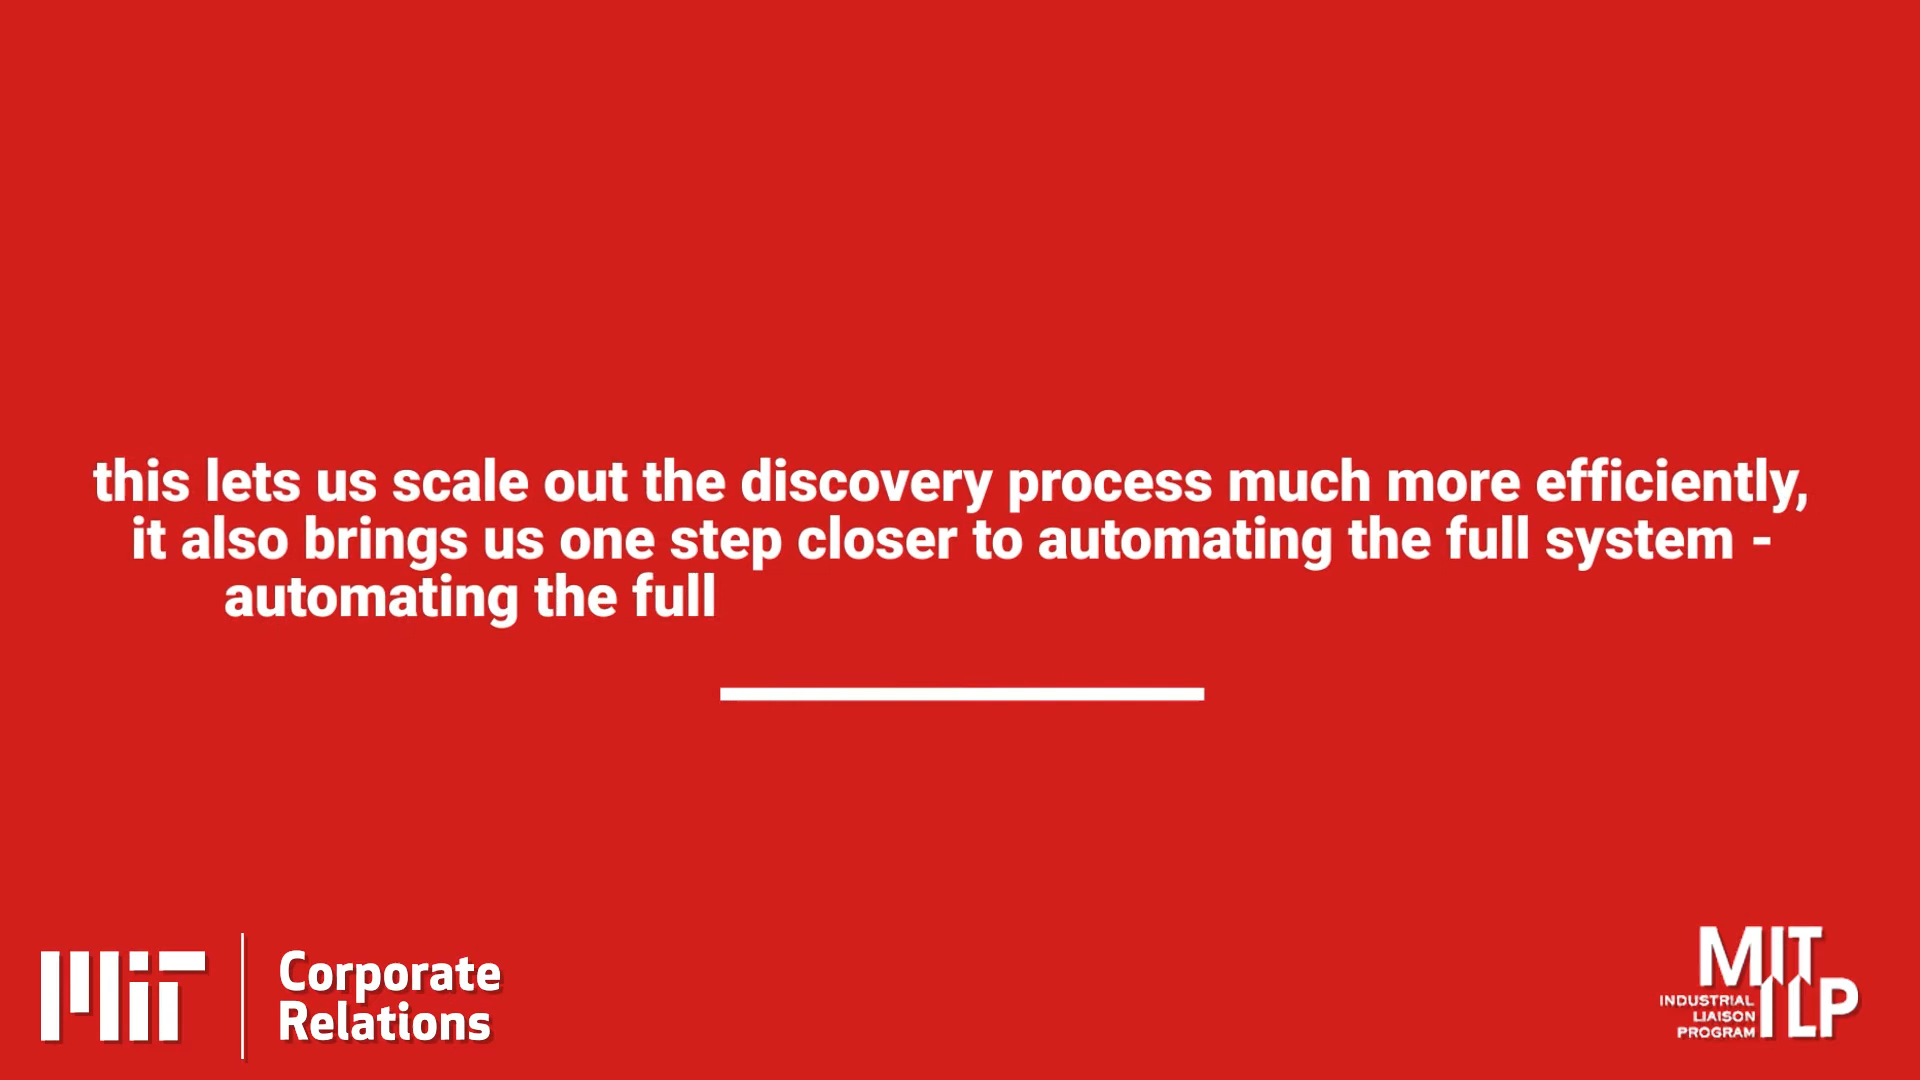 this lets us scale out the discovery process much more efficiently,
it also brings us one step closer to automating the full system -
automating the full
MIT
Corporate
Relations
MIT
ILP
INDUSTRIAL
LIAISON
PROGRAM